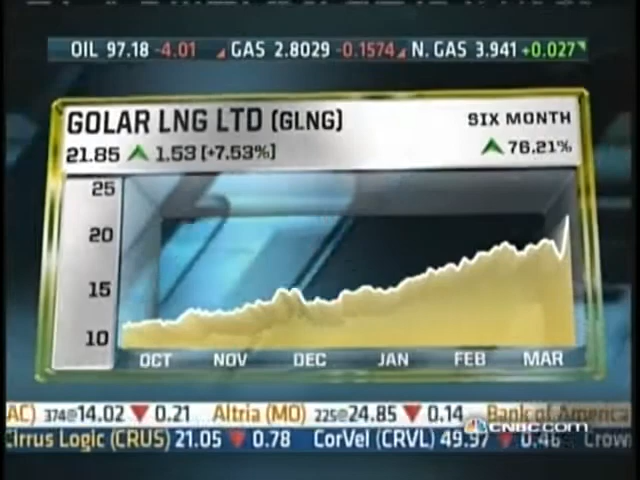 OIL 97.18 -4.01 GAS 2.8029 -0.1574 N. GAS 3.941 +0.027
GOLAR LNG LTD (GLNG) SIX MONTH
21.85 1.53 [+7.53%] 76.21%
25
20
15
10
OCT NOV DEC JAN FEB MAR
AC) 374@14.02 0.21 Altria (MO) 225@24.85 0.14 Bank of America
Cirrus Logic (CRUS) 21.05 0.78 CorVel (CRVL) 49.97 0.46 Crow
CNBC.com